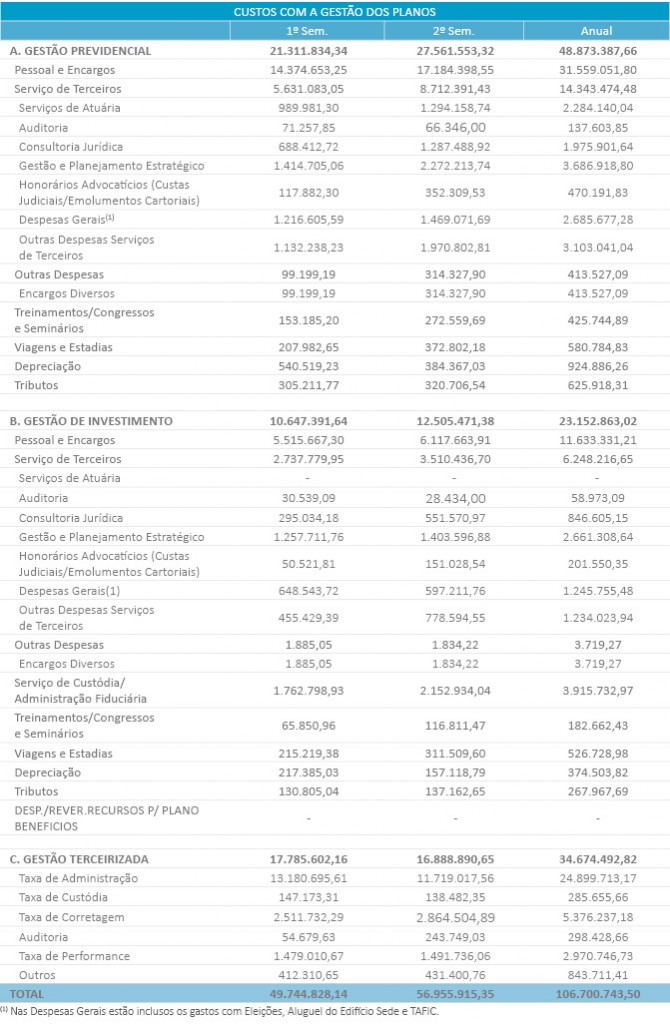 CUSTOS COM A GESTÃO DOS PLANOS
1º Sem. 2º Sem. Anual
A. GESTÃO PREVIDENCIAL 21.311.834,34 27.561.553,32 48.873.387,66
Pessoal e Encargos 14.374.653,25 17.184.398,55 31.559.051,80
Serviço de Terceiros 5.631.083,05 8.712.391,43 14.343.474,48
Serviços de Atuária 989.981,30 1.294.158,74 2.284.140,04
Auditoria 71.257,85 66.346,00 137.603,85
Consultoria Jurídica 688.412,72 1.287.488,92 1.975.901,64
Gestão e Planejamento Estratégico 1.414.705,06 2.272.213,74 3.686.918,80
Honorários Advocatícios (Custas
Judiciais/Emolumentos Cartoriais) 117.882,30 352.309,53 470.191,83
Despesas Gerais(1) 1.216.605,59 1.469.071,69 2.685.677,28
Outras Despesas Serviços
de Terceiros 1.132.238,23 1.970.802,81 3.103.041,04
Outras Despesas 99.199,19 314.327,90 413.527,09
Encargos Diversos 99.199,19 314.327,90 413.527,09
Treinamentos/Congressos
e Seminários 153.185,20 272.559,69 425.744,89
Viagens e Estadias 207.982,65 372.802,18 580.784,83
Depreciação 540.519,23 384.367,03 924.886,26
Tributos 305.211,77 320.706,54 625.918,31
B. GESTÃO DE INVESTIMENTO 10.647.391,64 12.505.471,38 23.152.863,02
Pessoal e Encargos 5.515.667,30 6.117.663,91 11.633.331,21
Serviço de Terceiros 2.737.779,95 3.510.436,70 6.248.216,65
Serviços de Atuária - - -
Auditoria 30.539,09 28.434,00 58.973,09
Consultoria Jurídica 295.034,18 551.570,97 846.605,15
Gestão e Planejamento Estratégico 1.257.711,76 1.403.596,88 2.661.308,64
Honorários Advocatícios (Custas
Judiciais/Emolumentos Cartoriais) 50.521,81 151.028,54 201.550,35
Despesas Gerais(1) 648.543,72 597.211,76 1.245.755,48
Outras Despesas Serviços
de Terceiros 455.429,39 778.594,55 1.234.023,94
Outras Despesas 1.885,05 1.834,22 3.719,27
Encargos Diversos 1.885,05 1.834,22 3.719,27
Serviço de Custódia/
Administração Fiduciária 1.762.798,93 2.152.934,04 3.915.732,97
Treinamentos/Congressos
e Seminários 65.850,96 116.811,47 182.662,43
Viagens e Estadias 215.219,38 311.509,60 526.728,98
Depreciação 217.385,03 157.118,79 374.503,82
Tributos 130.805,04 137.162,65 267.967,69
DESP./REVER.RECURSOS P/ PLANO
BENEFICIOS - - -
C. GESTÃO TERCEIRIZADA 17.785.602,16 16.888.890,65 34.674.492,82
Taxa de Administração 13.180.695,61 11.719.017,56 24.899.713,17
Taxa de Custódia 147.173,31 138.482,35 285.655,66
Taxa de Corretagem 2.511.732,29 2.864.504,89 5.376.237,18
Auditoria 54.679,63 243.749,03 298.428,66
Taxa de Performance 1.479.010,67 1.491.736,06 2.970.746,73
Outros 412.310,65 431.400,76 843.711,41
TOTAL 49.744.828,14 56.955.915,35 106.700.743,50
(1) Nas Despesas Gerais estão inclusos os gastos com Eleições, Aluguel do Edifício Sede e TAFIC.